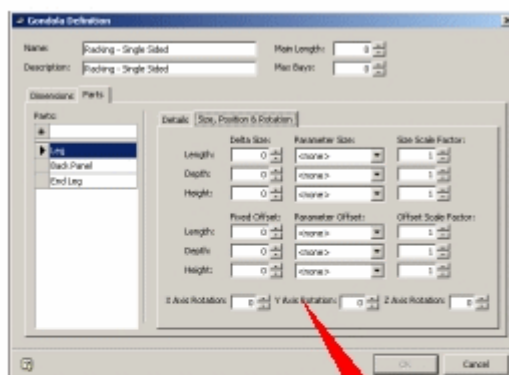 Gondola Definition
Name: Racking - Single Sided Main Length: 0
Description: Racking - Single Sided Max Bays: 0
Dimensions Parts
Parts:
Leg
Back Panel
End Leg
Details Size, Position & Rotation
Delta Size: Parameter Size: Size Scale Factor:
Length: 0 <none> 1
Depth: 0 <none> 1
Height: 0 <none> 1
Fixed Offset: Parameter Offset: Offset Scale Factor:
Length: 0 <none> 1
Depth: 0 <none> 1
Height: 0 <none> 1
X Axis Rotation: 0 Y Axis Rotation: 0 Z Axis Rotation: 0
OK Cancel